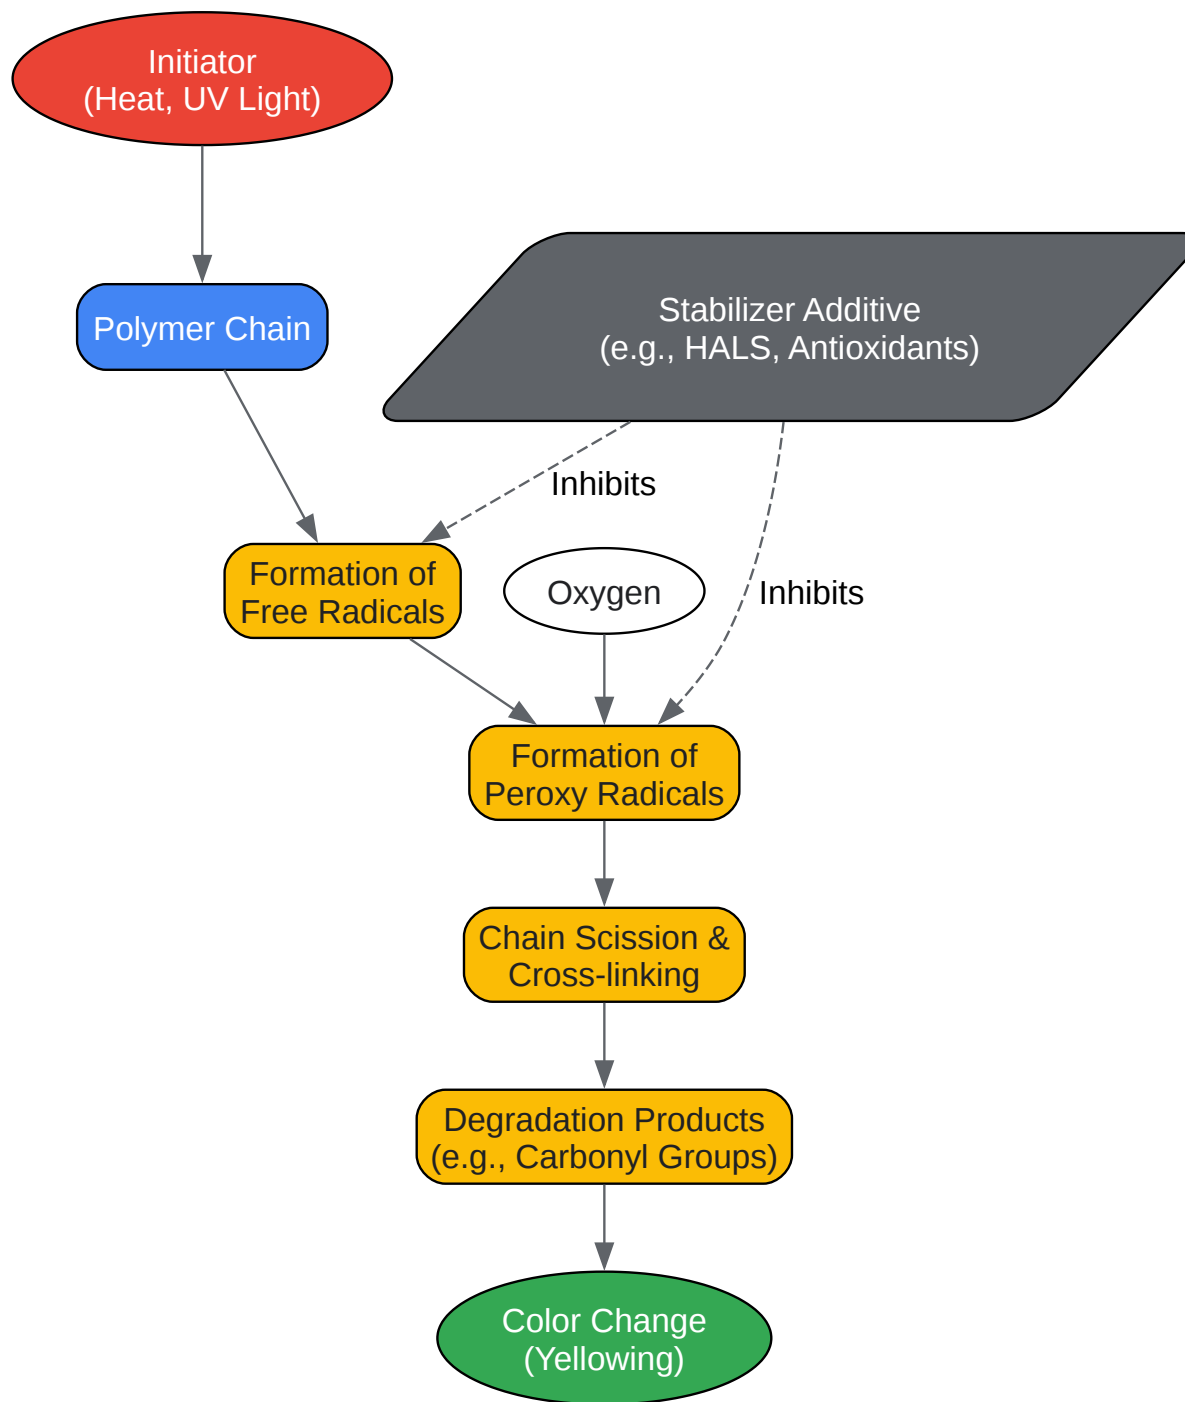 Initiator
(Heat, UV Light)
Polymer Chain
Stabilizer Additive
(e.g., HALS, Antioxidants)
Inhibits
Formation of
Free Radicals
Oxygen
Inhibits
Formation of
Peroxy Radicals
Chain Scission &
Cross-linking
Degradation Products
(e.g., Carbonyl Groups)
Color Change
(Yellowing)